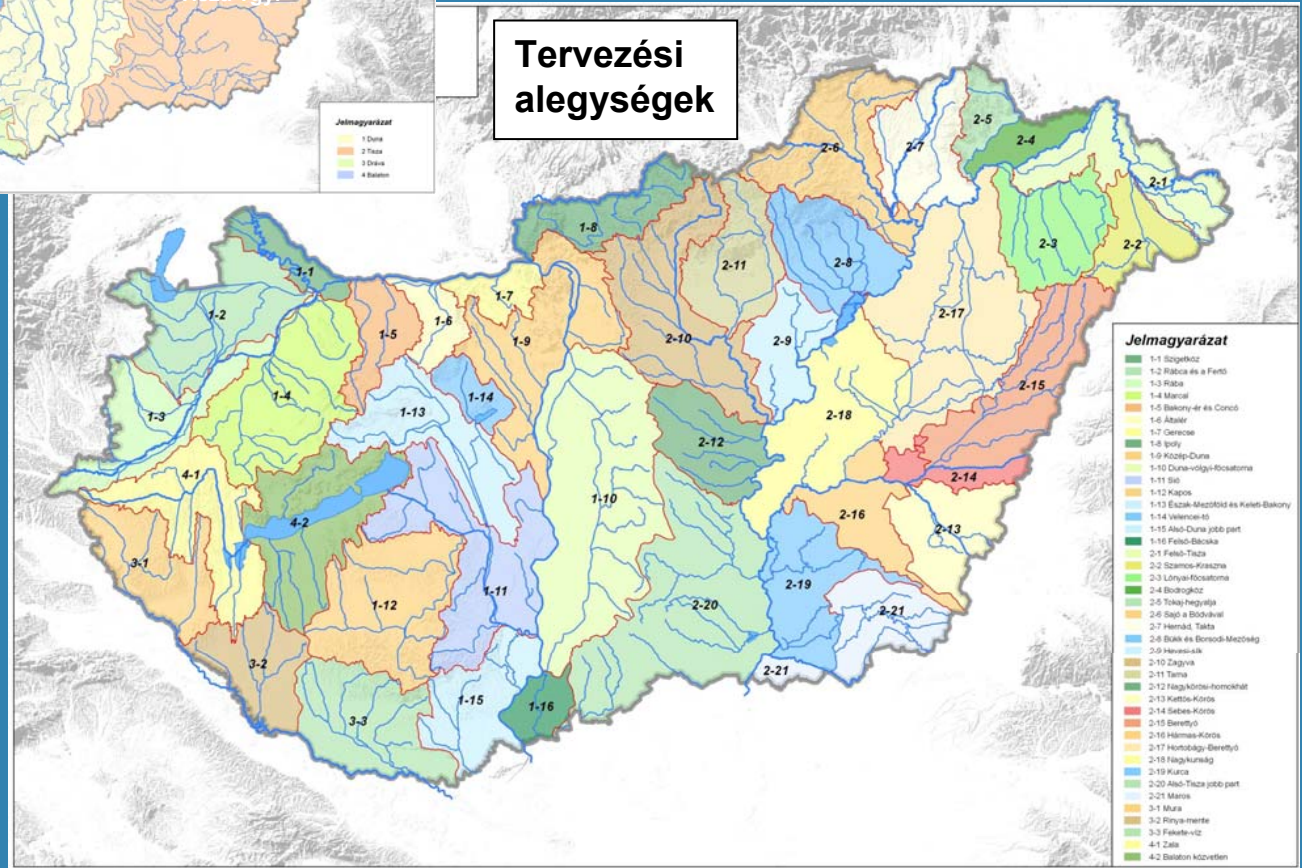 Tervezési
alegységek
Jelmagyarázat
1 Duna
2 Tisza
3 Dráva
4 Balaton
2-5
2-4
2-6
2-7
2-1
1-8
2-3
2-2
2-11
2-8
1-1
1-2
1-7
1-6
1-5
1-9
2-10
2-9
2-17
2-15
1-14
1-4
1-3
1-13
2-18
2-12
4-1
2-14
1-10
4-2
2-16
2-13
3-1
2-19
1-12
1-11
2-20
2-21
3-2
2-21
1-15
1-16
3-3
Jelmagyarázat
1-1 Szigetköz
1-2 Rábca és a Fertő
1-3 Rába
1-4 Marcal
1-5 Bakony-ér és Concó
1-6 Általér
1-7 Gerecse
1-8 Ipoly
1-9 Közép-Duna
1-10 Duna-völgyi-főcsatorna
1-11 Sió
1-12 Kapos
1-13 Észak-Mezőföld és Keleti-Bakony
1-14 Velencei-tó
1-15 Alsó-Duna jobb part
1-16 Felső-Bácska
2-1 Felső-Tisza
2-2 Szamos-Kraszna
2-3 Lónyai-főcsatorna
2-4 Bodrogköz
2-5 Tokaj-hegyalja
2-6 Sajó a Bódvával
2-7 Hernád, Takta
2-8 Bükk és Borsodi-Mezőség
2-9 Hevesi-sík
2-10 Zagyva
2-11 Tarna
2-12 Nagykőrösi-homokhát
2-13 Kettős-Körös
2-14 Sebes-Körös
2-15 Berettyó
2-16 Hármas-Körös
2-17 Hortobágy-Berettyó
2-18 Nagykunság
2-19 Kurca
2-20 Alsó-Tisza jobb part
2-21 Maros
3-1 Mura
3-2 Rinya-mente
3-3 Fekete-víz
4-1 Zala
4-2 Balaton közvetlen